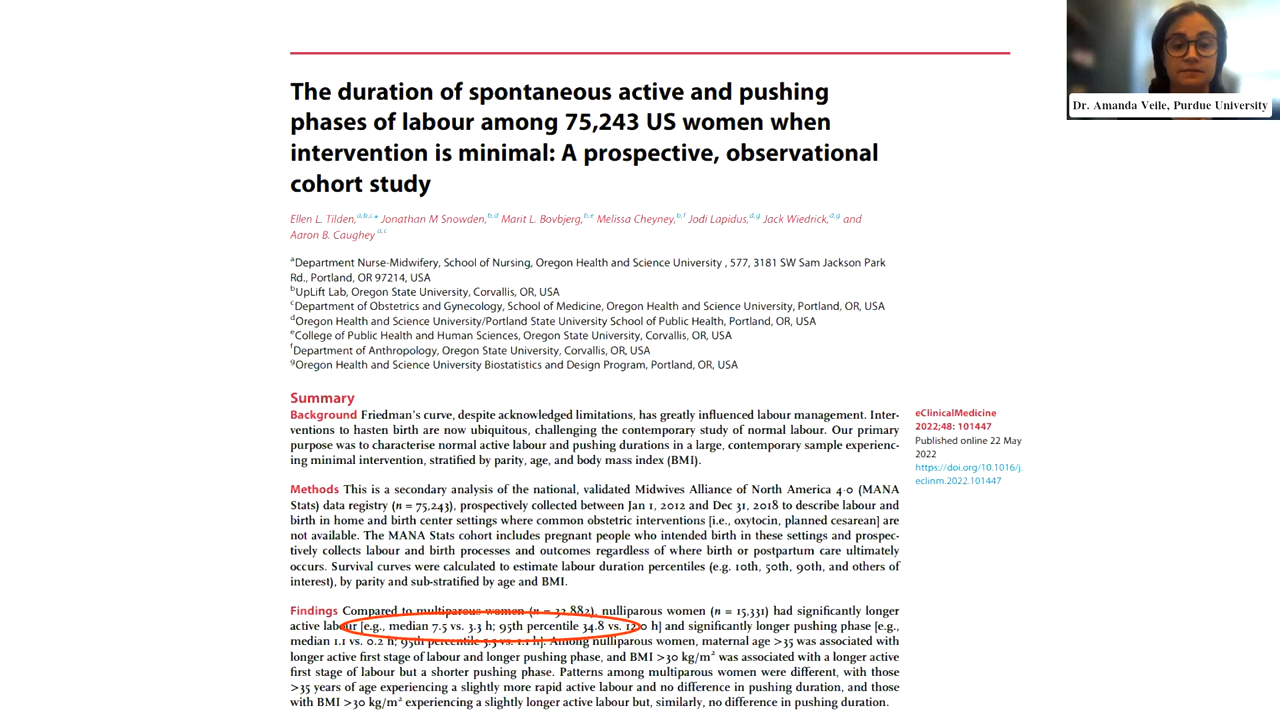 Dr. Amanda Veile, Purdue University
The duration of spontaneous active and pushing
phases of labour among 75,243 US women when
intervention is minimal: A prospective, observational
cohort study
Ellen L. Tilden,a,b,c* Jonathan M Snowden,b,d Marit L. Bovbjerg,b,e Melissa Cheyney,b,f Jodi Lapidus,d,g Jack Wiedrick,d,g and
Aaron B. Caughey a,c
aDepartment Nurse-Midwifery, School of Nursing, Oregon Health and Science University , 577, 3181 SW Sam Jackson Park
Rd., Portland, OR 97214, USA
bUpLift Lab, Oregon State University, Corvallis, OR, USA
cDepartment of Obstetrics and Gynecology, School of Medicine, Oregon Health and Science University, Portland, OR, USA
dOregon Health and Science University/Portland State University School of Public Health, Portland, OR, USA
eCollege of Public Health and Human Sciences, Oregon State University, Corvallis, OR, USA
fDepartment of Anthropology, Oregon State University, Corvallis, OR, USA
gOregon Health and Science University Biostatistics and Design Program, Portland, OR, USA
Summary
Background Friedman's curve, despite acknowledged limitations, has greatly influenced labour management. Inter-
ventions to hasten birth are now ubiquitous, challenging the contemporary study of normal labour. Our primary
purpose was to characterise normal active labour and pushing durations in a large, contemporary sample experienc-
ing minimal intervention, stratified by parity, age, and body mass index (BMI).
Methods This is a secondary analysis of the national, validated Midwives Alliance of North America 4·0 (MANA
Stats) data registry (n = 75,243), prospectively collected between Jan 1, 2012 and Dec 31, 2018 to describe labour and
birth in home and birth center settings where common obstetric interventions [i.e., oxytocin, planned cesarean] are
not available. The MANA Stats cohort includes pregnant people who intended birth in these settings and prospec-
tively collects labour and birth processes and outcomes regardless of where birth or postpartum care ultimately
occurs. Survival curves were calculated to estimate labour duration percentiles (e.g. 10th, 50th, 90th, and others of
interest), by parity and sub-stratified by age and BMI.
Findings Compared to multiparous women (n = 32,882), nulliparous women (n = 15,331) had significantly longer
active labour [e.g., median 7.5 vs. 3.3 h; 95th percentile 34.8 vs. 12.0 h] and significantly longer pushing phase [e.g.,
median 1.1 vs. 0.2 h; 95th percentile 5.5 vs. 1.1 h]. Among nulliparous women, maternal age >35 was associated with
longer active first stage of labour and longer pushing phase, and BMI >30 kg/m² was associated with a longer active
first stage of labour but a shorter pushing phase. Patterns among multiparous women were different, with those
>35 years of age experiencing a slightly more rapid active labour and no difference in pushing duration, and those
with BMI >30 kg/m² experiencing a slightly longer active labour but, similarly, no difference in pushing duration.
eClinicalMedicine
2022;48: 101447
Published online 22 May
2022
https://doi.org/10.1016/j.
eclinm.2022.101447